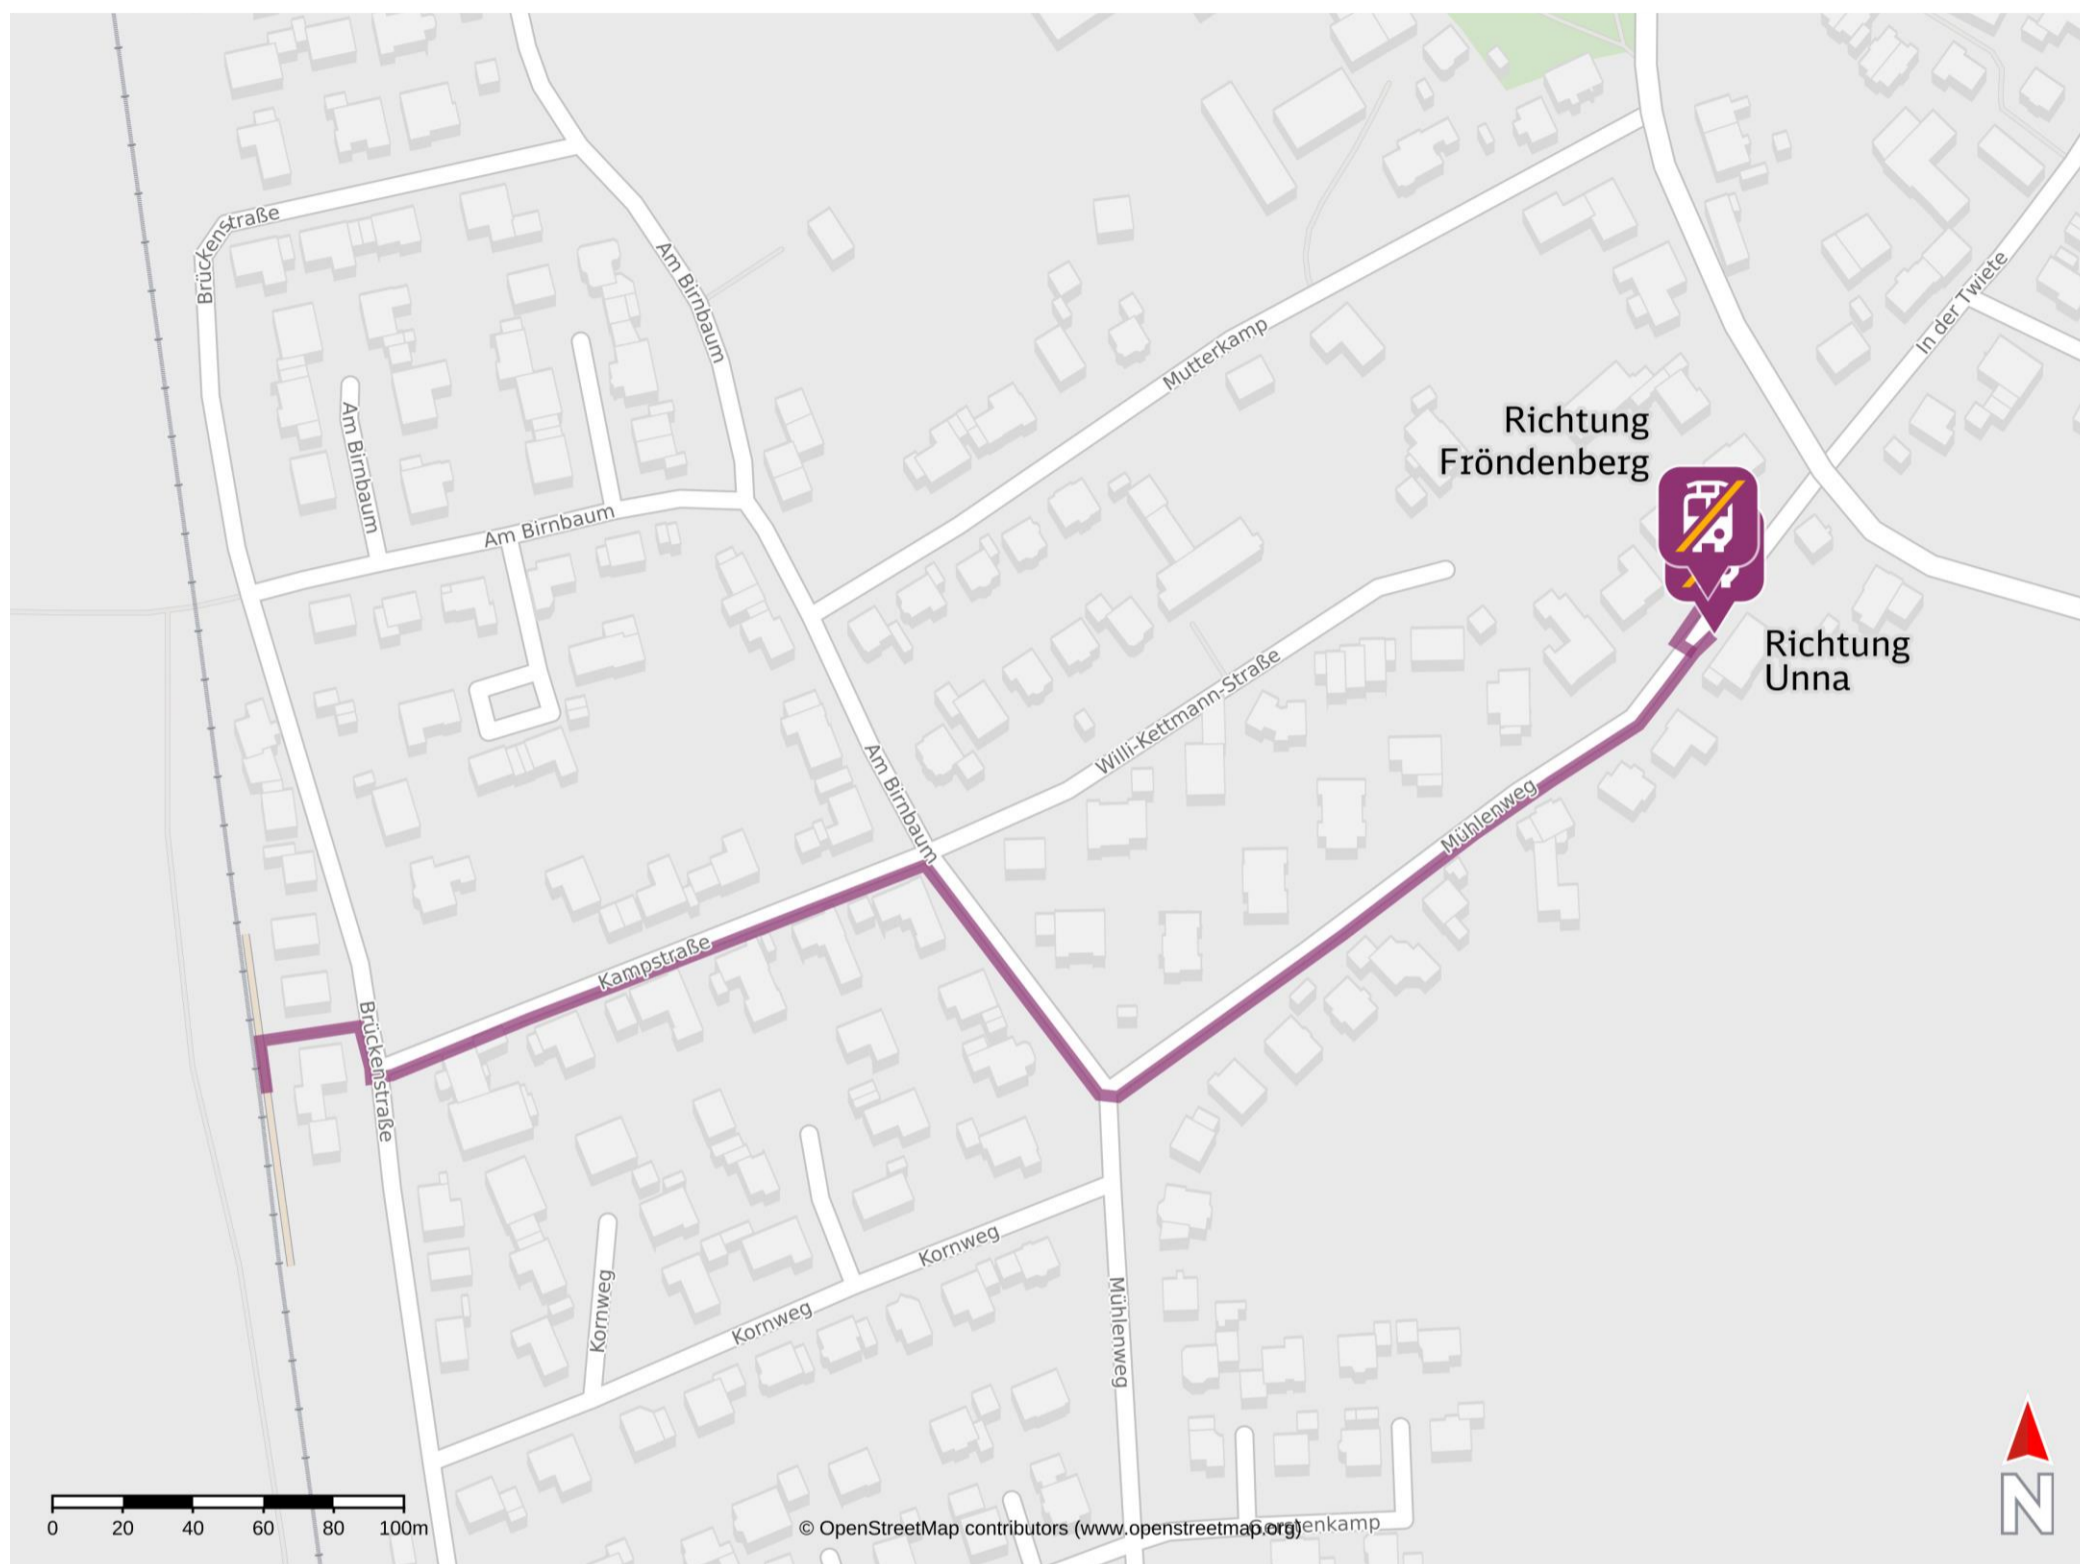 Brückenstraße
Am Birnbaum
Mutterkamp
In der Twiete
Richtung
Fröndenberg
Am Birnbaum
Am Birnbaum
Richtung
Unna
Willi-Kettmann-Straße
Am Birnbaum
Mühlenweg
Kampstraße
Brückenstraße
Kornweg
Kornweg
Kornweg
Mühlenweg
0 20 40 60 80 100m
© OpenStreetMap contributors (www.openstreetmap.org)
N